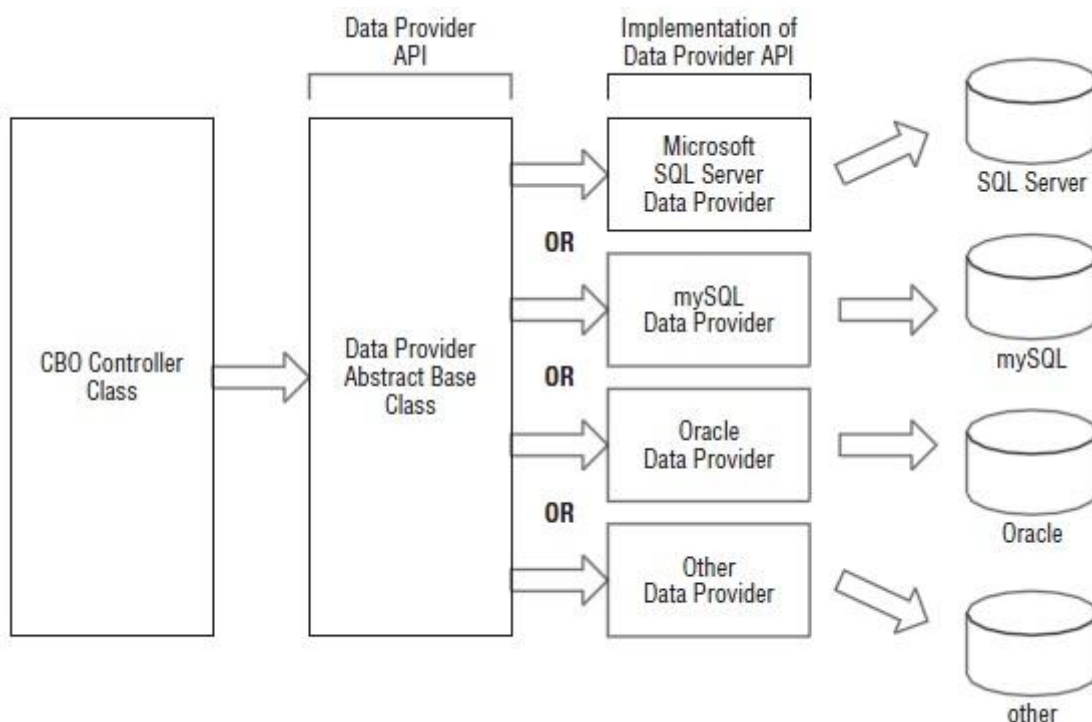 Data Provider
API
Implementation of
Data Provider API
CBO Controller
Class
Data Provider
Abstract Base
Class
Microsoft
SQL Server
Data Provider
OR
mySQL
Data Provider
OR
Oracle
Data Provider
OR
Other
Data Provider
SQL Server
mySQL
Oracle
other